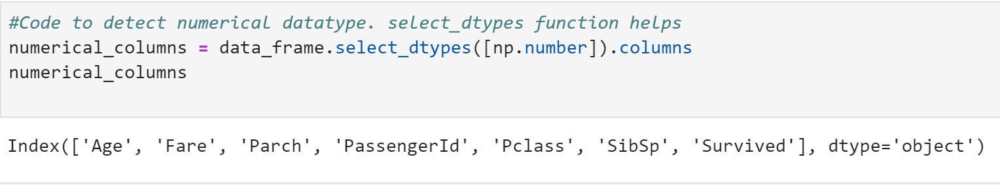 #Code to detect numerical datatype. select_dtypes function helps
numerical_columns = data_frame.select_dtypes([np.number]).columns
numerical_columns
Index(['Age', 'Fare', 'Parch', 'PassengerId', 'Pclass', 'SibSp', 'Survived'], dtype='object')